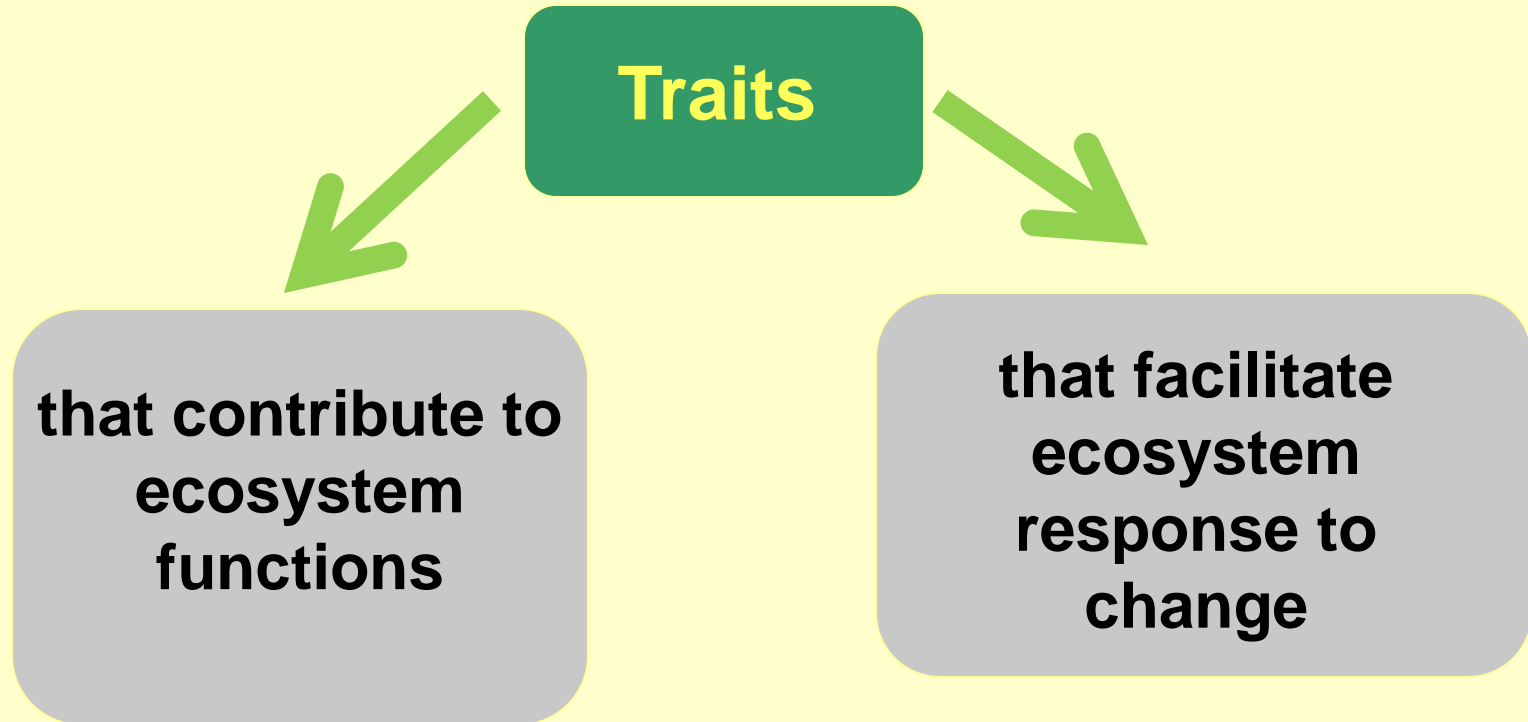 Traits
that contribute to
ecosystem
functions
that facilitate
ecosystem
response to
change